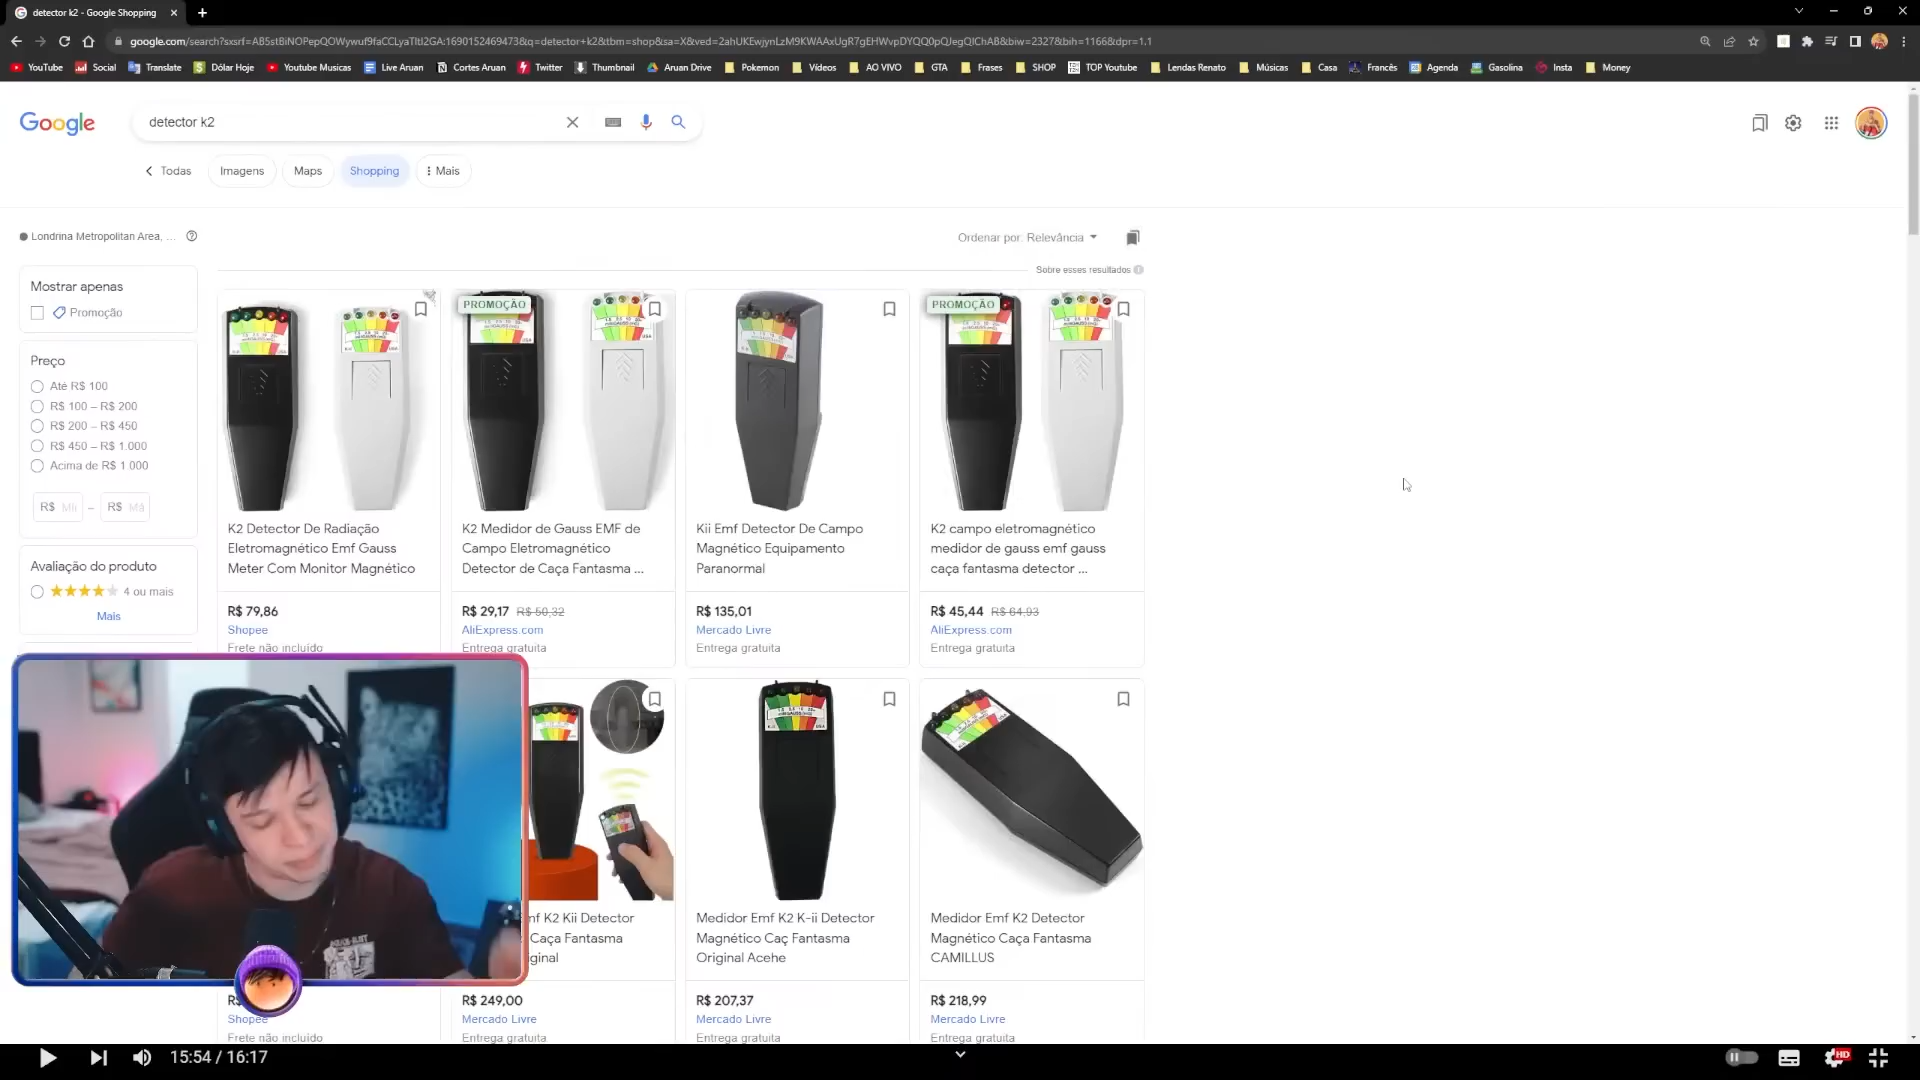 detector k2 - Google Shopping
google.com/search?sxsrf=AB5stBiNOPepQOWywuf9faCCLyaTltI2GA:1690152469473&q=detector+k2&tbm=shop&sa=X&ved=2ahUKEwjynLzM9KWAAxUgR7gEHWvpDYQQ0pQJegQIChAB&biw=2327&bih=1166&dpr=1.1
YouTube Social Translate Dólar Hoje Youtube Musicas Live Aruan Cortes Aruan Twitter Thumbnail Aruan Drive Pokemon Vídeos AO VIVO GTA Frases SHOP TOP Youtube Lendas Renato Músicas Casa Francês Agenda Gasolina Insta Money
Google
detector k2
Todas Imagens Maps Shopping Mais
Londrina Metropolitan Area, ...
Ordenar por: Relevância
Sobre esses resultados
Mostrar apenas
Promoção
Preço
Até R$ 100
R$ 100 – R$ 200
R$ 200 – R$ 450
R$ 450 – R$ 1.000
Acima de R$ 1.000
R$ Mí – R$ Má
Avaliação do produto
4 ou mais
Mais
K2 Detector De Radiação
Eletromagnético Emf Gauss
Meter Com Monitor Magnético
R$ 79,86
Shopee
Frete não incluído
PROMOÇÃO
K2 Medidor de Gauss EMF de
Campo Eletromagnético
Detector de Caça Fantasma ...
R$ 29,17 R$ 50,32
AliExpress.com
Entrega gratuita
Kii Emf Detector De Campo
Magnético Equipamento
Paranormal
R$ 135,01
Mercado Livre
Entrega gratuita
PROMOÇÃO
K2 campo eletromagnético
medidor de gauss emf gauss
caça fantasma detector ...
R$ 45,44 R$ 64,93
AliExpress.com
Entrega gratuita
Shopee
Frete não incluído
mf K2 Kii Detector
Caça Fantasma
ginal
R$ 249,00
Mercado Livre
Entrega gratuita
Medidor Emf K2 K-ii Detector
Magnético Caç Fantasma
Original Acehe
R$ 207,37
Mercado Livre
Entrega gratuita
Medidor Emf K2 Detector
Magnético Caça Fantasma
CAMILLUS
R$ 218,99
Mercado Livre
Entrega gratuita
15:54 / 16:17
HD